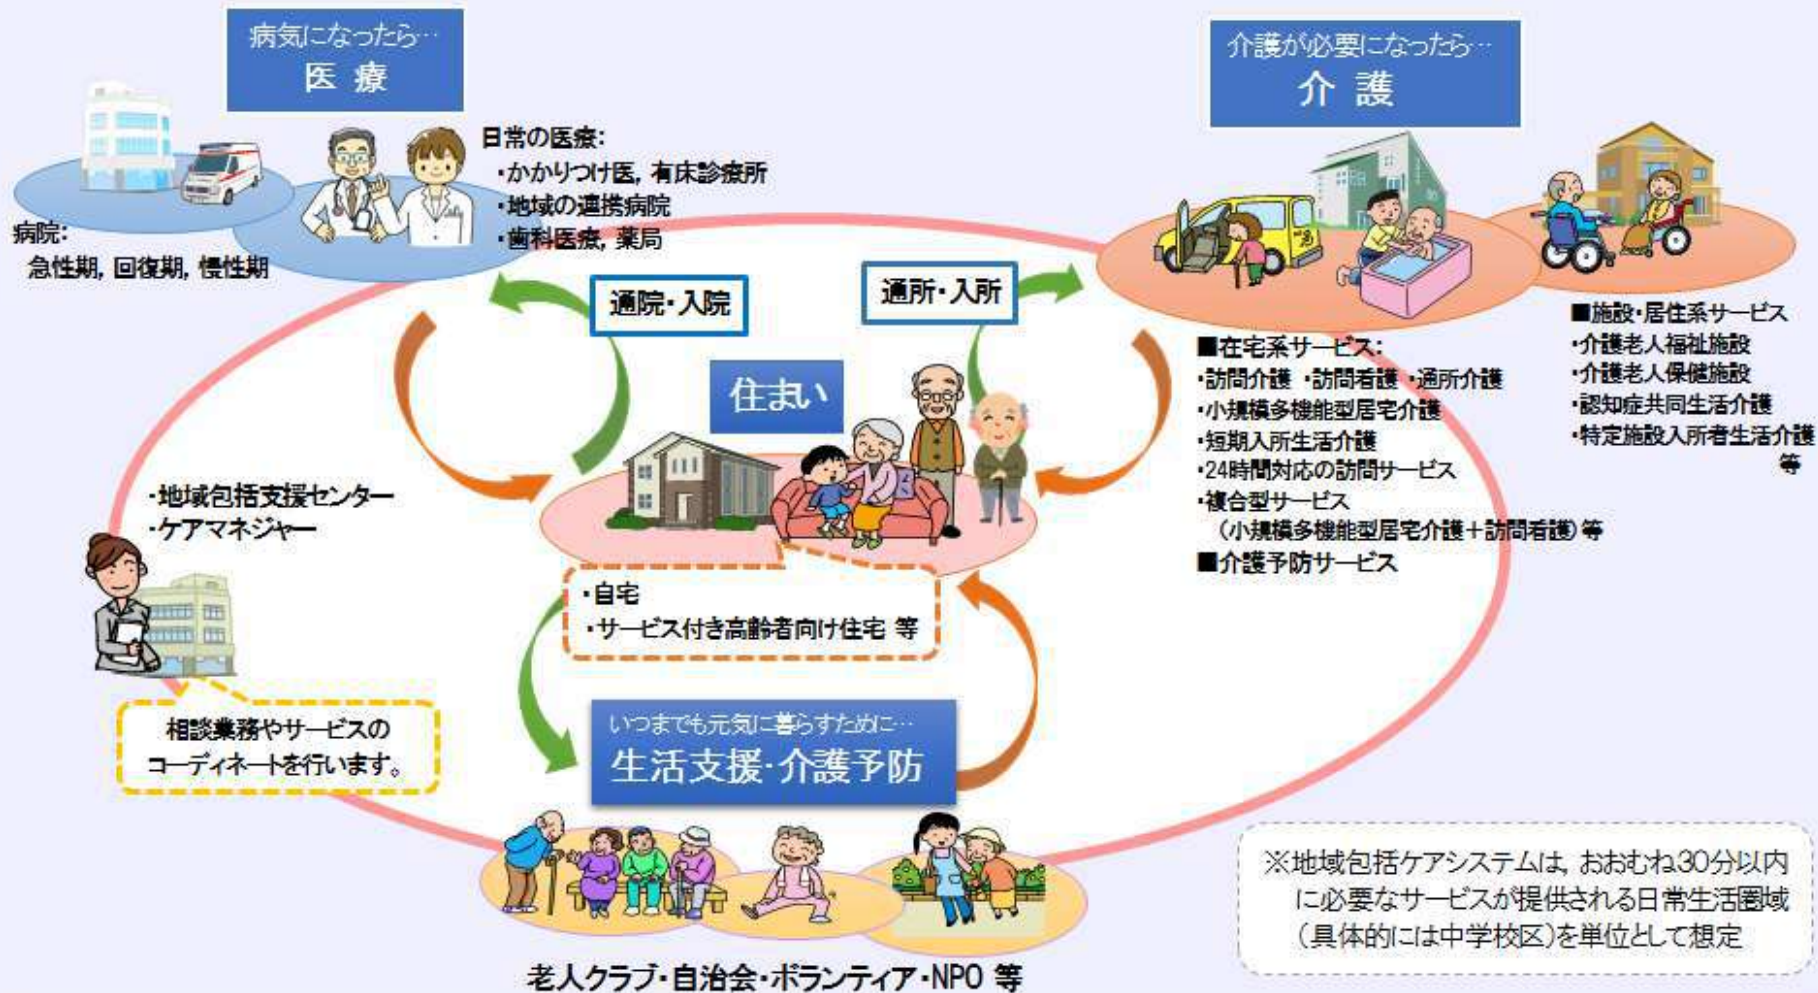 病気になったら…
医 療
病院:
急性期, 回復期, 慢性期
日常の医療:
・かかりつけ医, 有床診療所
・地域の連携病院
・歯科医療, 薬局
介護が必要になったら…
介 護
通院・入院
通所・入所
■在宅系サービス:
・訪問介護 ・訪問看護 ・通所介護
・小規模多機能型居宅介護
・短期入所生活介護
・24時間対応の訪問サービス
・複合型サービス
(小規模多機能型居宅介護+訪問看護)等
■介護予防サービス
■施設・居住系サービス
・介護老人福祉施設
・介護老人保健施設
・認知症共同生活介護
・特定施設入所者生活介護
等
住まい
・自宅
・サービス付き高齢者向け住宅 等
・地域包括支援センター
・ケアマネジャー
相談業務やサービスの
コーディネートを行います。
いつまでも元気に暮らすために…
生活支援・介護予防
老人クラブ・自治会・ボランティア・NPO 等
※地域包括ケアシステムは, おおむね30分以内
に必要なサービスが提供される日常生活圏域
(具体的には中学校区)を単位として想定